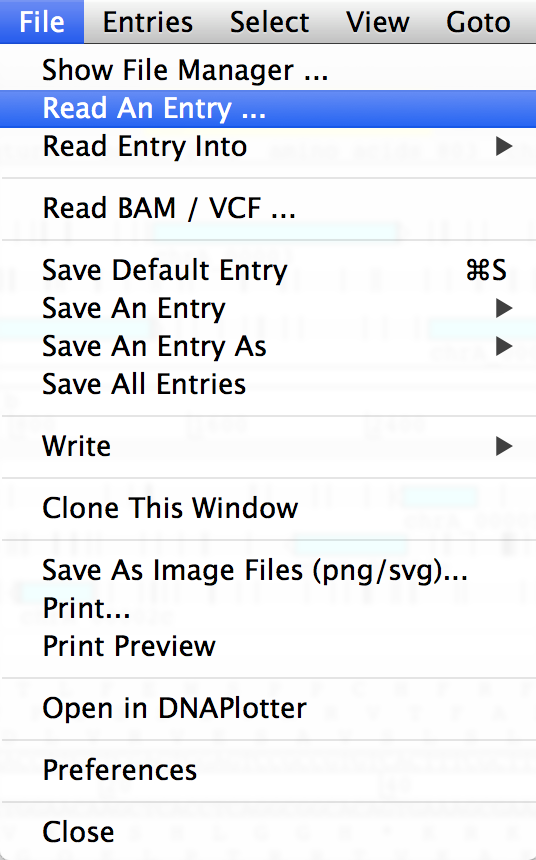 File Entries Select View Goto
Show File Manager ...
Read An Entry ...
Read Entry Into
Read BAM / VCF ...
Save Default Entry ⌘S
Save An Entry
Save An Entry As
Save All Entries
Write
Clone This Window
Save As Image Files (png/svg)...
Print...
Print Preview
Open in DNAPlotter
Preferences
Close